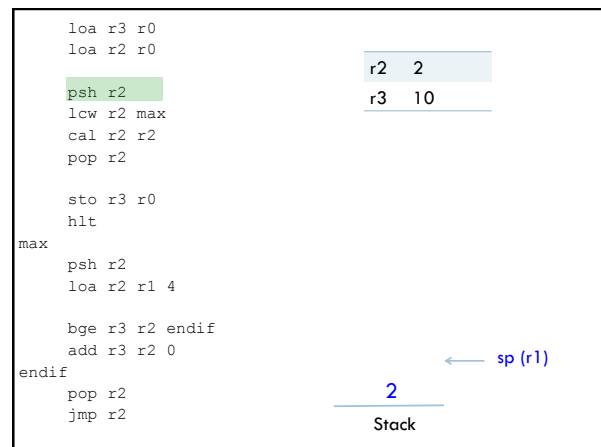 loa r3 r0
loa r2 r0
psh r2
lcw r2 max
cal r2 r2
pop r2
sto r3 r0
hlt
max
psh r2
loa r2 r1 4
bge r3 r2 endif
add r3 r2 0
endif
pop r2
jmp r2
r2 2
r3 10
sp (r1)
2
Stack